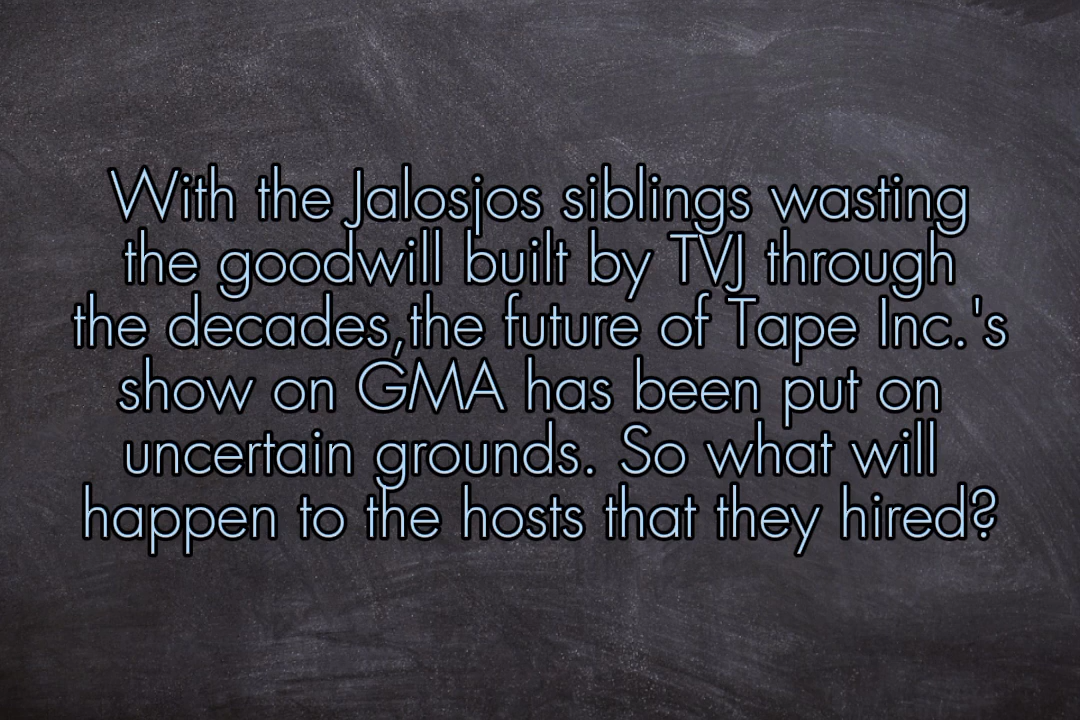 With the Jalosjos siblings wasting
the goodwill built by TVJ through
the decades,the future of Tape Inc.'s
show on GMA has been put on
uncertain grounds. So what will
happen to the hosts that they hired?